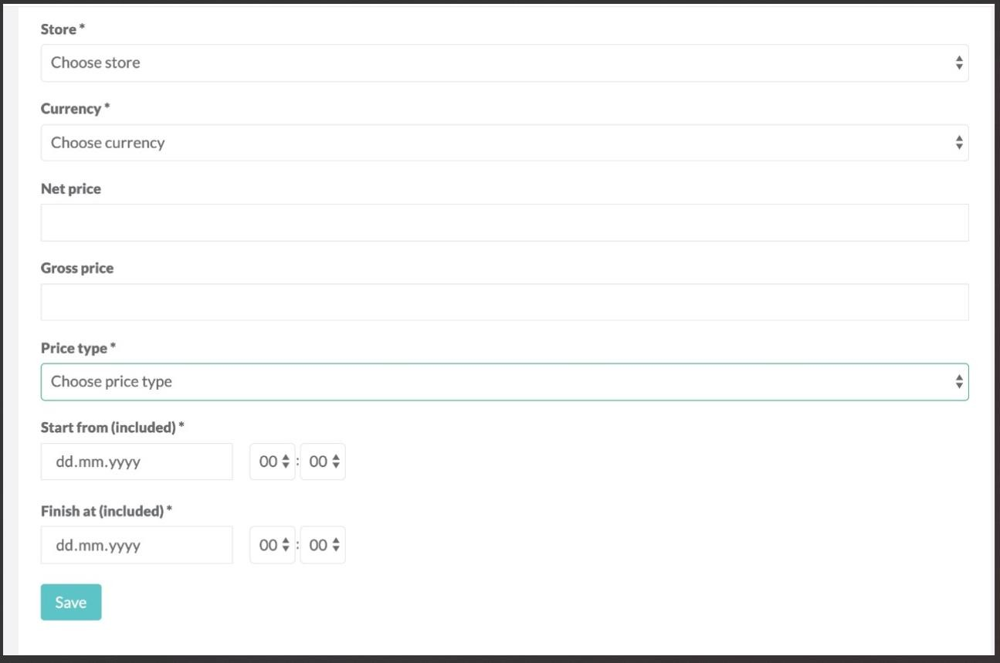 Store *
Choose store
Currency *
Choose currency
Net price
Gross price
Price type *
Choose price type
Start from (included) *
dd.mm.yyyy 00 : 00
Finish at (included) *
dd.mm.yyyy 00 : 00
Save